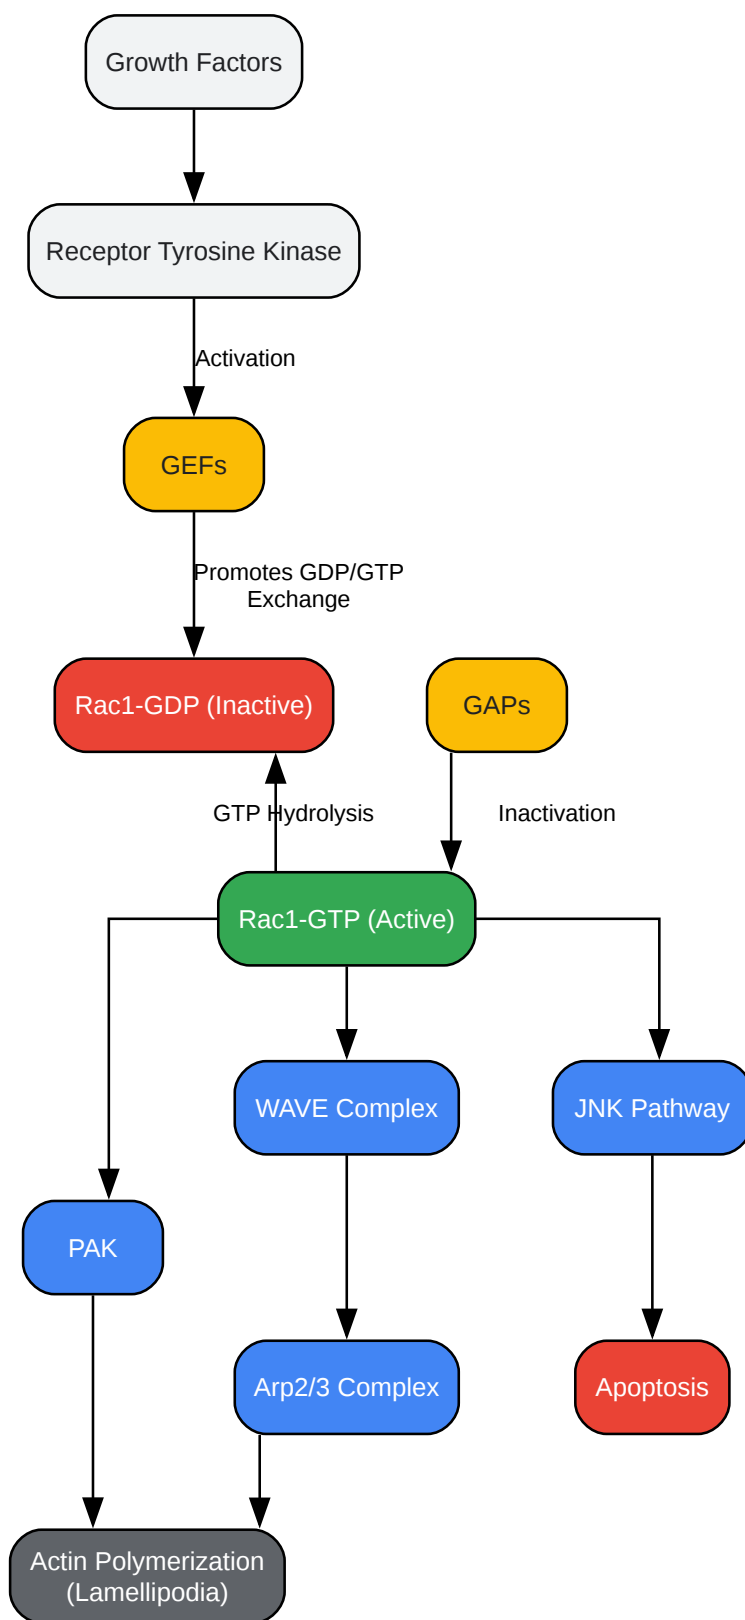 Growth Factors
Receptor Tyrosine Kinase
Activation
GEFs
Promotes GDP/GTP
Exchange
Rac1-GDP (Inactive)
GAPs
GTP Hydrolysis
Inactivation
Rac1-GTP (Active)
WAVE Complex
JNK Pathway
PAK
Arp2/3 Complex
Apoptosis
Actin Polymerization
(Lamellipodia)